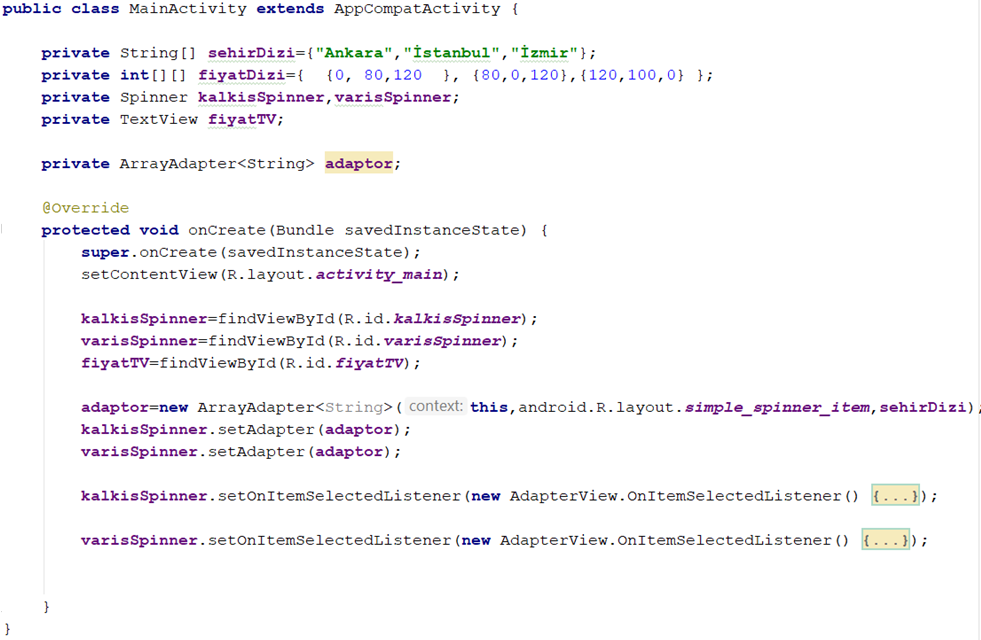 public class MainActivity extends AppCompatActivity {
private String[] sehirDizi={"Ankara","İstanbul","İzmir"};
private int[][] fiyatDizi={  {0, 80,120  }, {80,0,120},{120,100,0} };
private Spinner kalkisSpinner,varisSpinner;
private TextView fiyatTV;
private ArrayAdapter<String> adaptor;
@Override
protected void onCreate(Bundle savedInstanceState) {
super.onCreate(savedInstanceState);
setContentView(R.layout.activity_main);
kalkisSpinner=findViewById(R.id.kalkisSpinner);
varisSpinner=findViewById(R.id.varisSpinner);
fiyatTV=findViewById(R.id.fiyatTV);
adaptor=new ArrayAdapter<String>( context: this,android.R.layout.simple_spinner_item,sehirDizi);
kalkisSpinner.setAdapter(adaptor);
varisSpinner.setAdapter(adaptor);
kalkisSpinner.setOnItemSelectedListener(new AdapterView.OnItemSelectedListener() {...});
varisSpinner.setOnItemSelectedListener(new AdapterView.OnItemSelectedListener() {...});
}
}